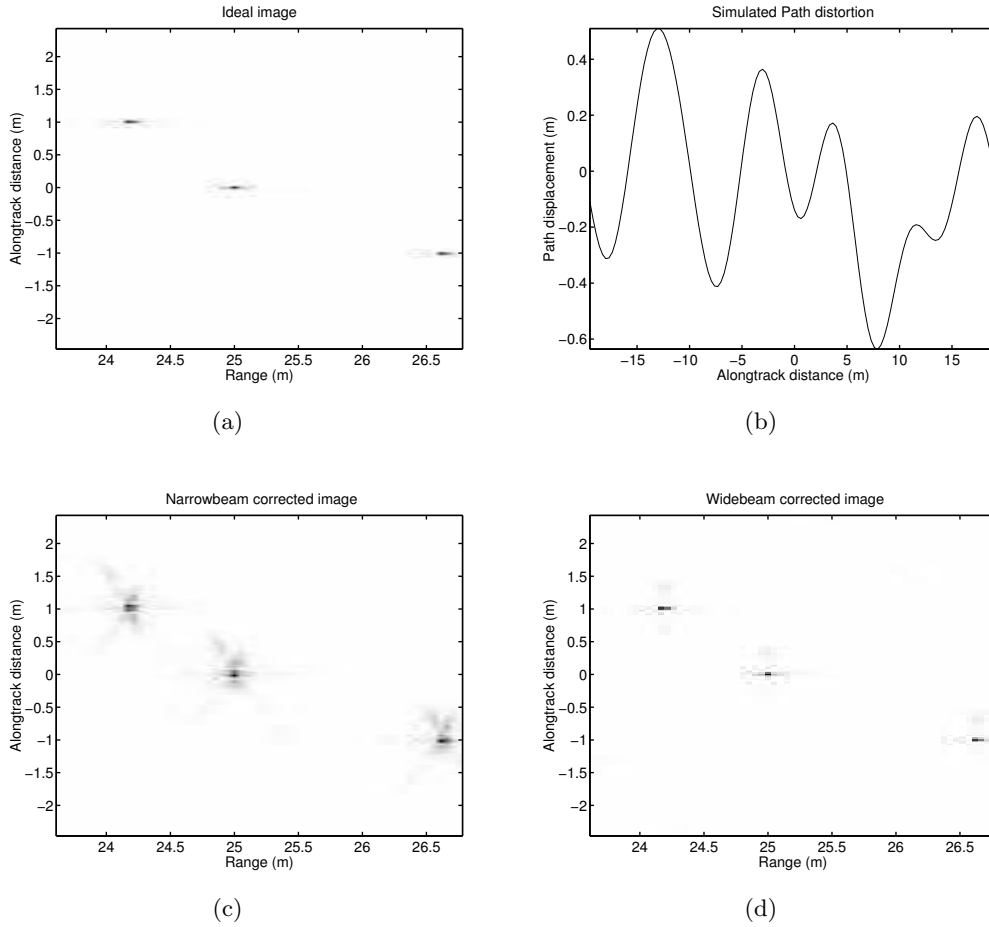 Ideal image
2
1.5
1
0.5
0
−0.5
−1
−1.5
−2
Alongtrack distance (m)
24 24.5 25 25.5 26 26.5
Range (m)
(a)
Simulated Path distortion
0.4
0.2
0
−0.2
−0.4
−0.6
Path displacement (m)
−15 −10 −5 0 5 10 15
Alongtrack distance (m)
(b)
Narrowbeam corrected image
2
1.5
1
0.5
0
−0.5
−1
−1.5
−2
Alongtrack distance (m)
24 24.5 25 25.5 26 26.5
Range (m)
(c)
Widebeam corrected image
2
1.5
1
0.5
0
−0.5
−1
−1.5
−2
Alongtrack distance (m)
24 24.5 25 25.5 26 26.5
Range (m)
(d)